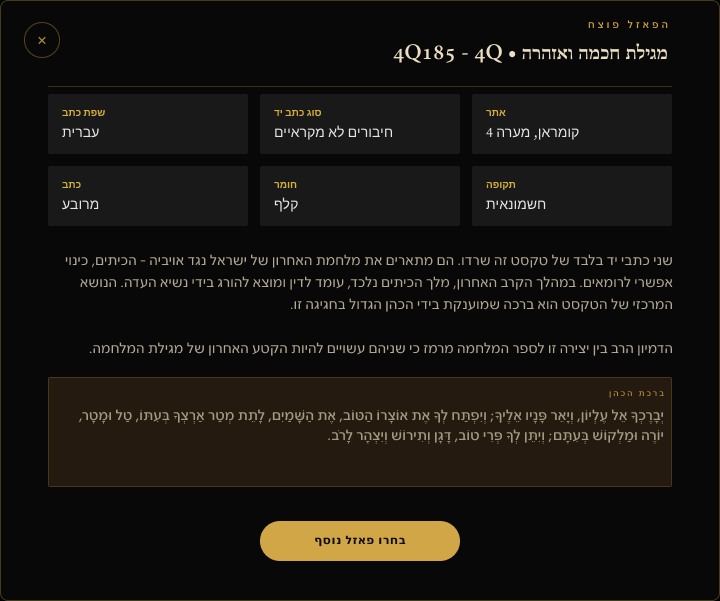 הפאזל פוצח
מגילת חכמה ואזהרה • 4Q185 - 4Q
×
אתר
קומראן, מערה 4
סוג כתב יד
חיבורים לא מקראיים
שפת כתב
עברית
תקופה
חשמונאית
חומר
קלף
כתב
מרובע
שני כתבי יד בלבד של טקסט זה שרדו. הם מתארים את מלחמת האחרון של ישראל נגד אויביה - הכיתים, כינוי
אפשרי לרומאים. במהלך הקרב האחרון, מלך הכיתים נלכד, עומד לדין ומוצא להורג בידי נשיא העדה. הנושא
המרכזי של הטקסט הוא ברכה שמוענקת בידי הכהן הגדול בחגיגה זו.
הדמיון הרב בין יצירה זו לספר המלחמה מרמז כי שניהם עשויים להיות הקטע האחרון של מגילת המלחמה.
ברכת הכהן
יְבָרֶכְךָ אֵל עֶלְיוֹן, וְיָאֵר פָּנָיו אֵלֶיךָ; וְיִפְתַּח לְךָ אֶת אוֹצָרוֹ הַטּוֹב, אֶת הַשָּׁמַיִם, לָתֵת מְטַר אַרְצְךָ בְּעִתּוֹ, טַל וּמָטָר,
יוֹרֶה וּמַלְקוֹשׁ בְּעִתָּם; וְיִתֵּן לְךָ פְּרִי טוֹב, דָּגָן וְתִירוֹשׁ וְיִצְהָר לָרֹב.
בחרו פאזל נוסף